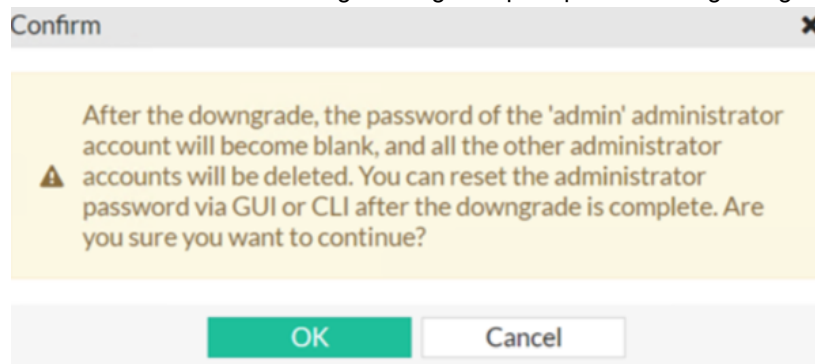 Confirm
After the downgrade, the password of the 'admin' administrator
account will become blank, and all the other administrator
accounts will be deleted. You can reset the administrator
password via GUI or CLI after the downgrade is complete. Are
you sure you want to continue?
OK Cancel